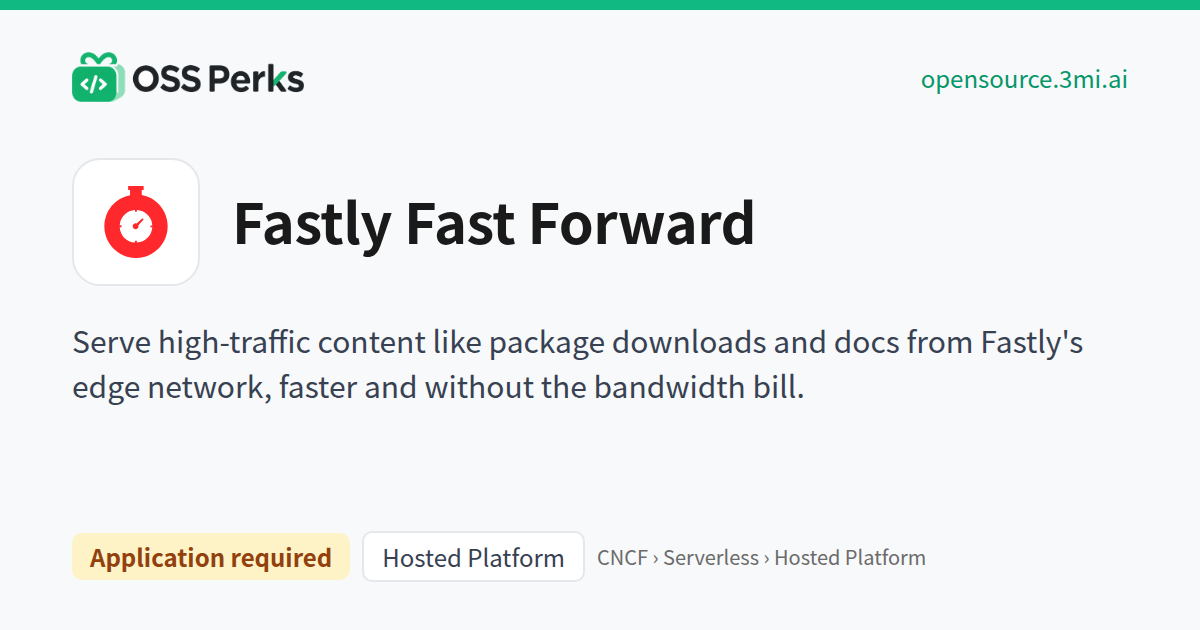 </> OSS Perks
opensource.3mi.ai
Fastly Fast Forward
Serve high-traffic content like package downloads and docs from Fastly's
edge network, faster and without the bandwidth bill.
Application required
Hosted Platform
CNCF › Serverless › Hosted Platform